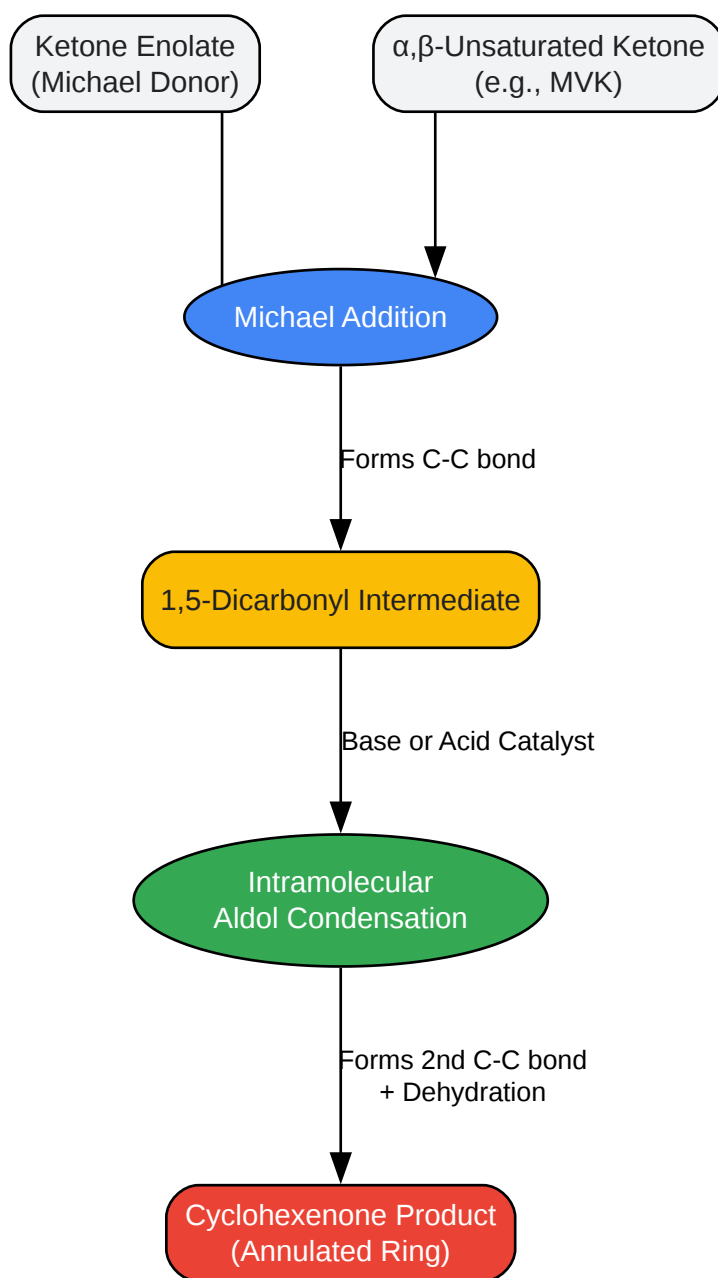 Ketone Enolate
(Michael Donor)
α,β-Unsaturated Ketone
(e.g., MVK)
Michael Addition
Forms C-C bond
1,5-Dicarbonyl Intermediate
Base or Acid Catalyst
Intramolecular
Aldol Condensation
Forms 2nd C-C bond
+ Dehydration
Cyclohexenone Product
(Annulated Ring)